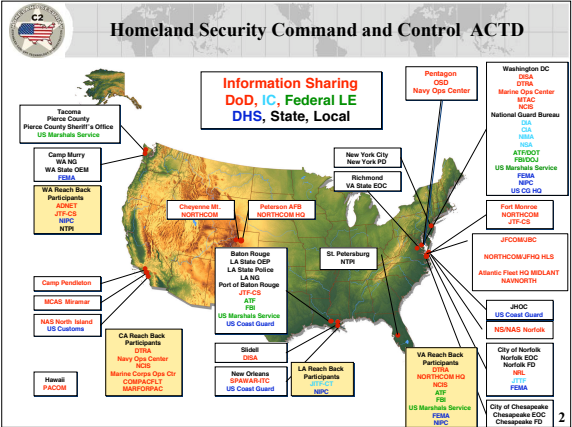 C2
Homeland Security Command and Control ACTD
Information Sharing
DoD, IC, Federal LE
DHS, State, Local
Tacoma
Pierce County
Pierce County Sheriff's Office
US Marshals Service
Camp Murry
WA NG
WA State OEM
FEMA
WA Reach Back
Participants
ADNET
JTF-CS
NIPC
NTPI
Cheyenne Mt.
NORTHCOM
Peterson AFB
NORTHCOM HQ
Pentagon
OSD
Navy Ops Center
Washington DC
DISA
DTRA
Marine Ops Center
MTAC
NCIS
National Guard Bureau
DIA
CIA
NIMA
NSA
ATF/DOT
FBI/DOJ
US Marshals Service
FEMA
NIPC
US CG HQ
New York City
New York PD
Richmond
VA State EOC
Fort Monroe
NORTHCOM
JTF-CS
JFCOM/JBC
NORTHCOM/JFHQ HLS
Atlantic Fleet HQ MIDLANT
NAVNORTH
JHOC
US Coast Guard
NS/NAS Norfolk
City of Norfolk
Norfolk EOC
Norfolk FD
NRL
JTTF
FEMA
City of Chesapeake
Chesapeake EOC
Chesapeake FD
Baton Rouge
LA State OEP
LA State Police
LA NG
Port of Baton Rouge
JTF-CS
ATF
FBI
US Marshals Service
US Coast Guard
St. Petersburg
NTPI
Camp Pendleton
MCAS Miramar
NAS North Island
US Customs
CA Reach Back
Participants
DTRA
Navy Ops Center
NCIS
Marine Corps Ops Ctr
COMPACFLT
MARFORPAC
Hawaii
PACOM
Slidell
DISA
New Orleans
SPAWAR-ITC
US Coast Guard
LA Reach Back
Participants
JITF-CT
NIPC
VA Reach Back
Participants
DTRA
NORTHCOM HQ
NCIS
ATF
FBI
US Marshals Service
FEMA
NIPC
2